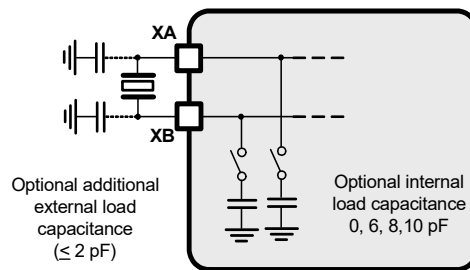 XA
XB
Optional additional
external load
capacitance
(≤ 2 pF)
Optional internal
load capacitance
0, 6, 8,10 pF